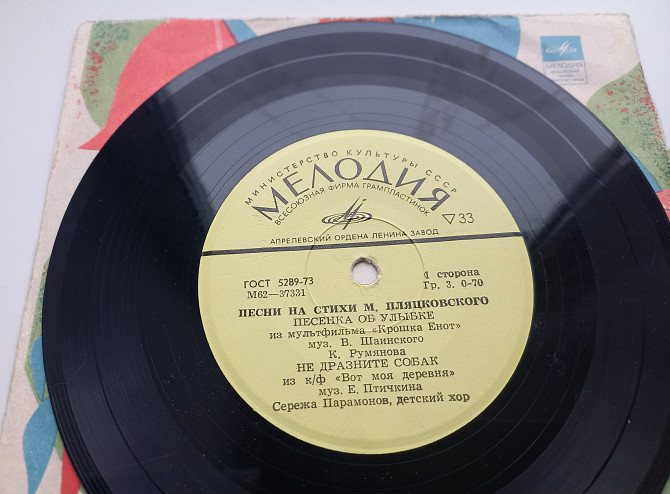 МЕЛОДИЯ
МИНИСТЕРСТВО КУЛЬТУРЫ СССР
МЕЛОДИЯ
ВСЕСОЮЗНАЯ ФИРМА ГРАМПЛАСТИНОК
▽33
АПРЕЛЕВСКИЙ ОРДЕНА ЛЕНИНА ЗАВОД
ГОСТ 5289-73
М62—37331
1 сторона
Гр. 3. 0-70
ПЕСНИ НА СТИХИ М. ПЛЯЦКОВСКОГО
ПЕСЕНКА ОБ УЛЫБКЕ
из мультфильма «Крошка Енот»
муз. В. Шаинского
К. Румянова
НЕ ДРАЗНИТЕ СОБАК
из к/ф «Вот моя деревня»
муз. Е. Птичкина
Сережа Парамонов, детский хор